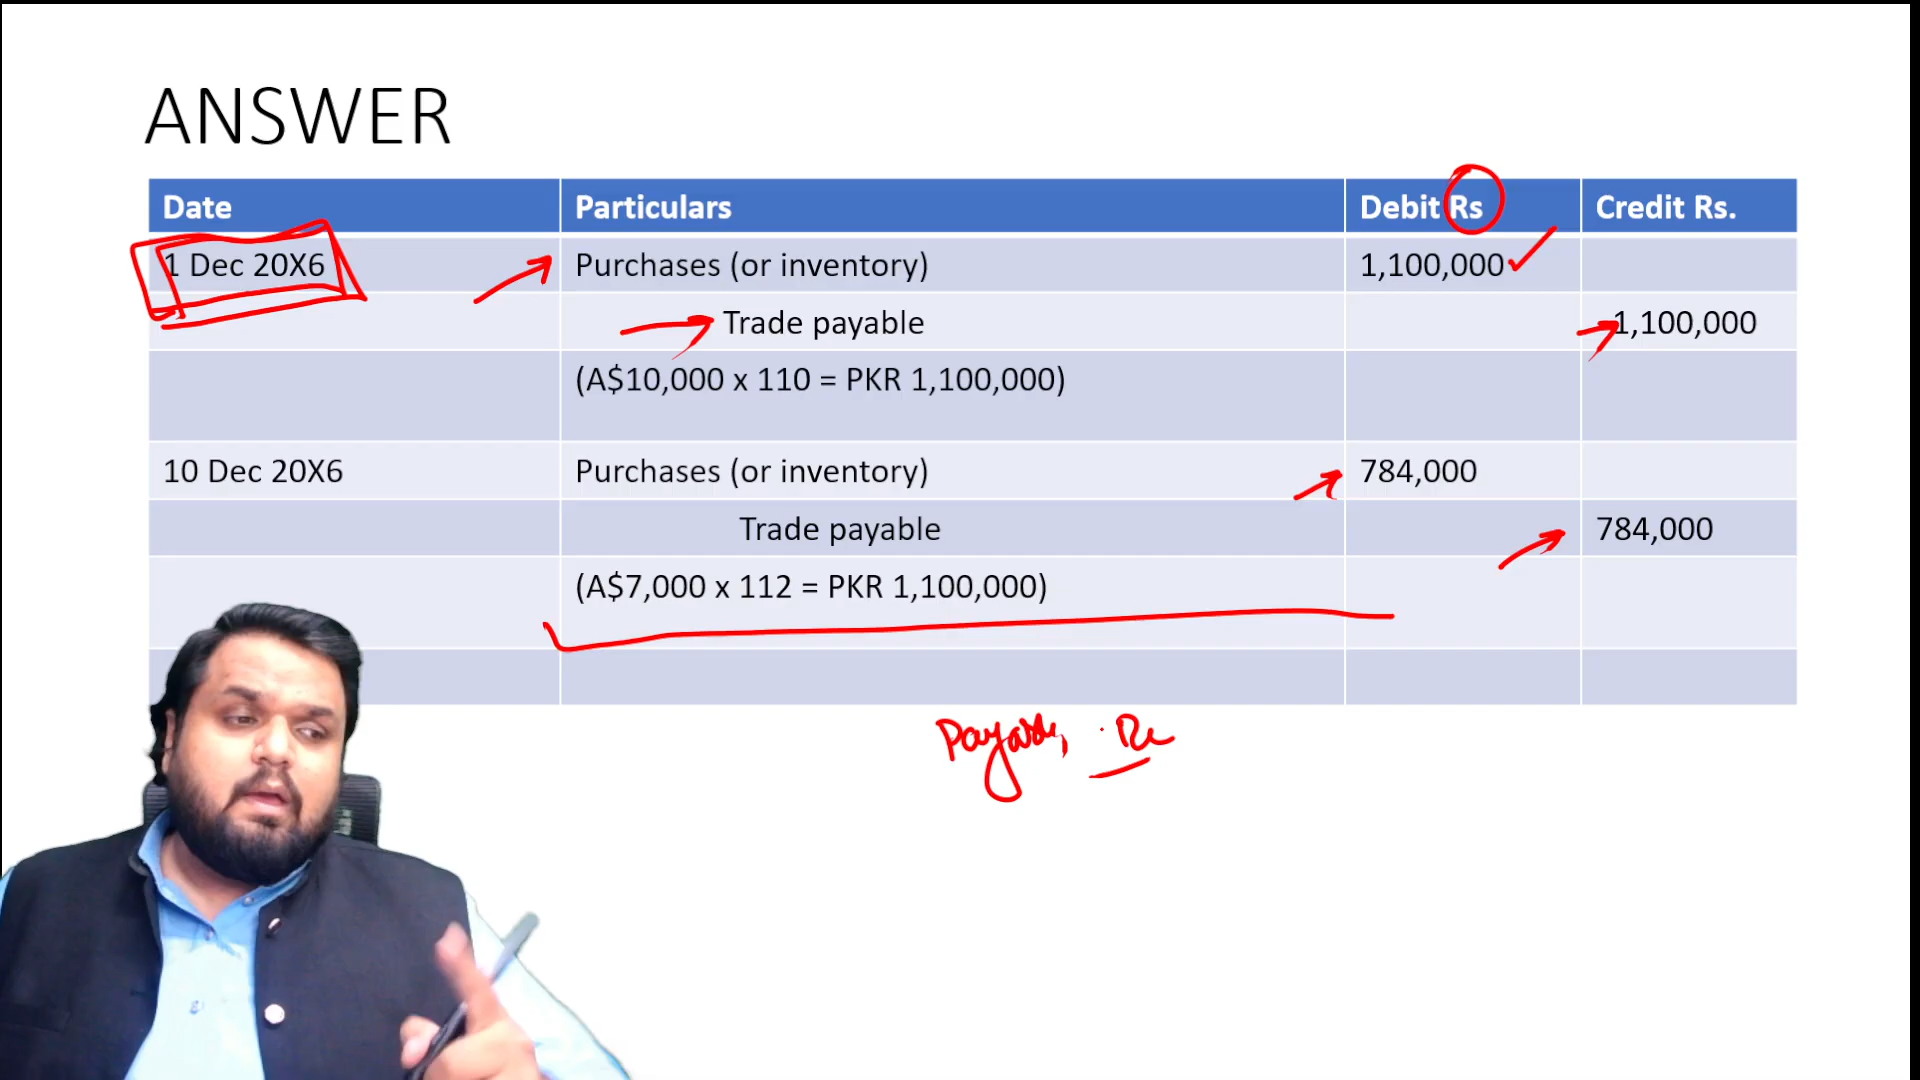 ANSWER
Date Particulars Debit Rs Credit Rs.
1 Dec 20X6 Purchases (or inventory) 1,100,000
Trade payable 1,100,000
(A$10,000 x 110 = PKR 1,100,000)
10 Dec 20X6 Purchases (or inventory) 784,000
Trade payable 784,000
(A$7,000 x 112 = PKR 1,100,000)